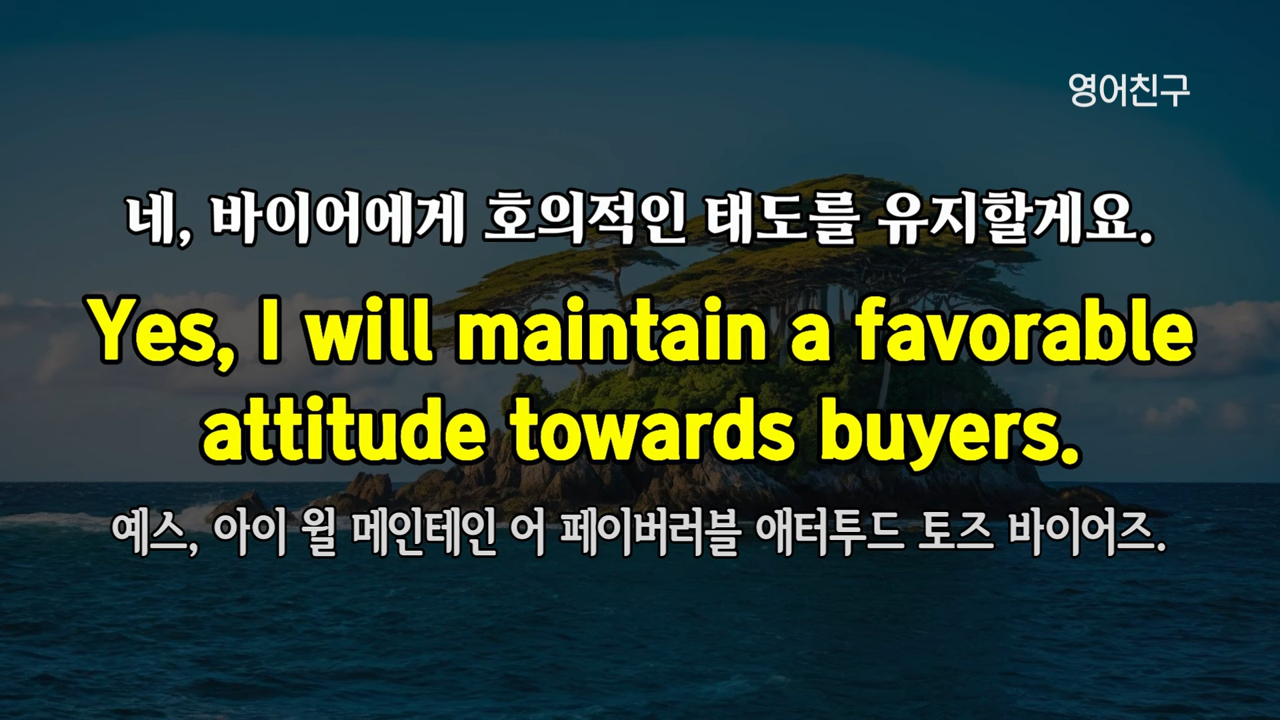 영어친구
네, 바이어에게 호의적인 태도를 유지할게요.
Yes, I will maintain a favorable
attitude towards buyers.
예스, 아이 윌 메인테인 어 페이버러블 애터투드 토즈 바이어즈.